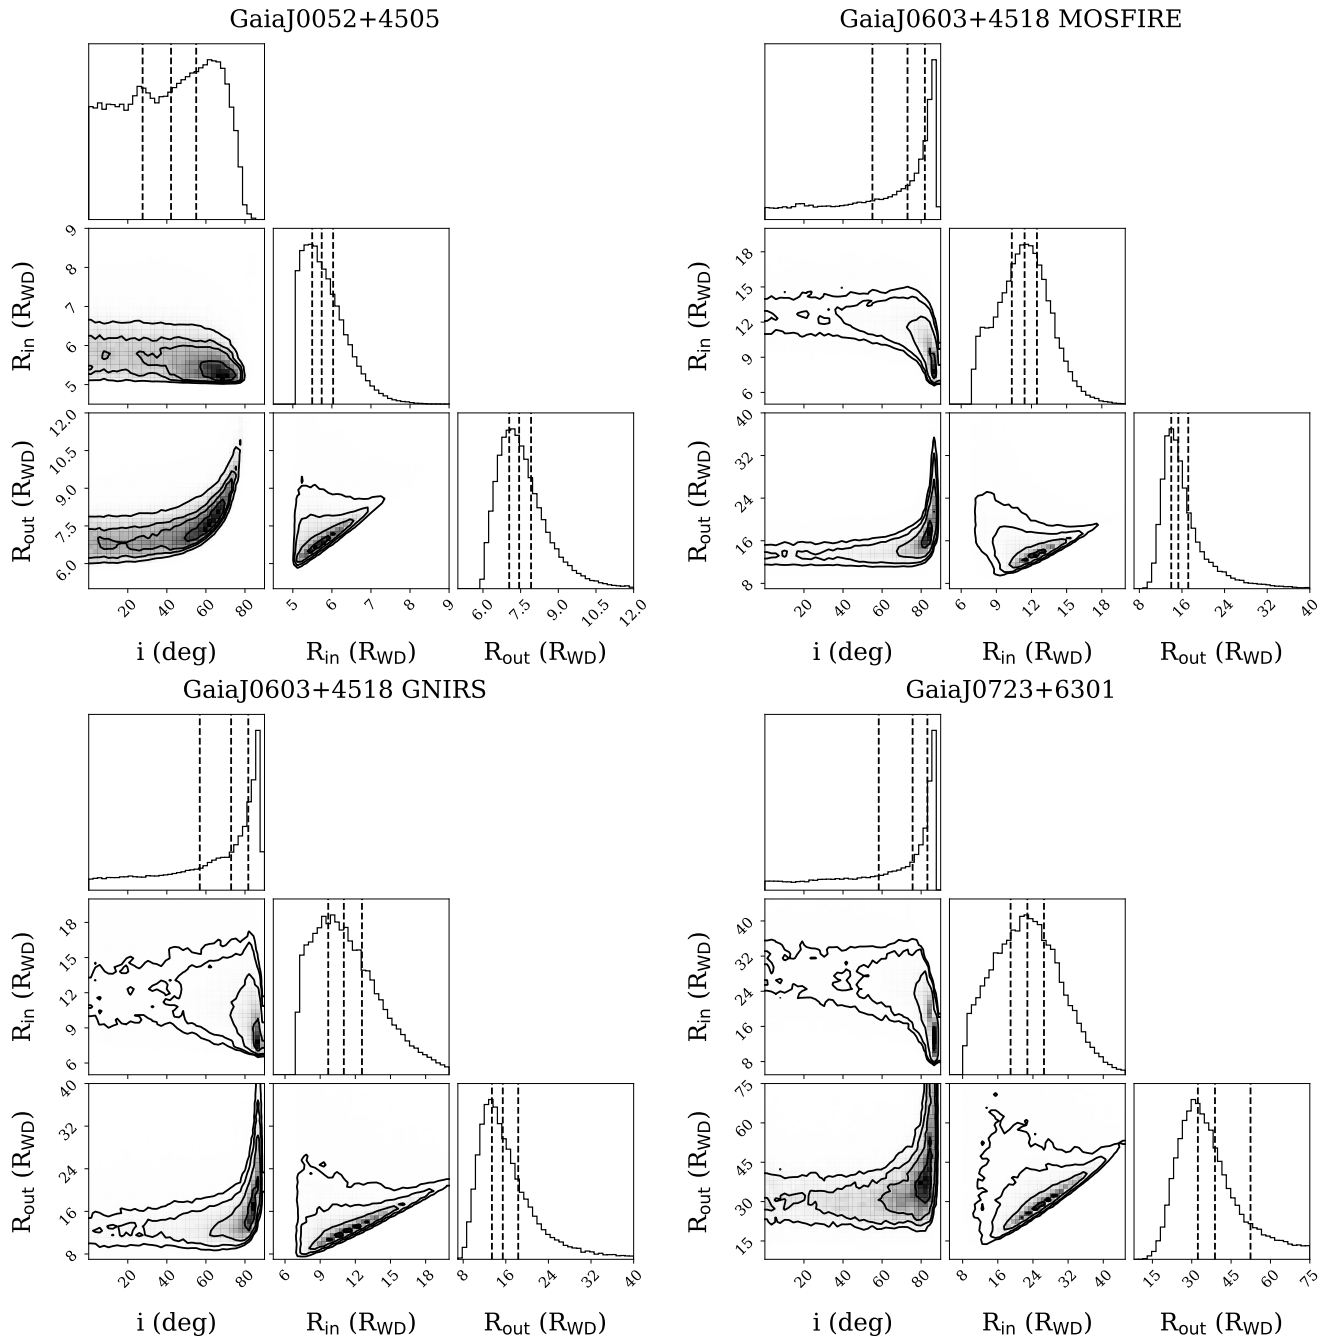 GaiaJ0052+4505
GaiaJ0603+4518 MOSFIRE
9
8
7
6
5
R_in (R_WD)
18
15
12
9
6
R_in (R_WD)
12.0
10.5
9.0
7.5
6.0
R_out (R_WD)
40
32
24
16
8
R_out (R_WD)
20 40 60 80
5 6 7 8 9
6.0 7.5 9.0 10.5 12.0
20 40 60 80
6 9 12 15 18
8 16 24 32 40
i (deg) R_in (R_WD) R_out (R_WD)
i (deg) R_in (R_WD) R_out (R_WD)
GaiaJ0603+4518 GNIRS
GaiaJ0723+6301
18
15
12
9
6
R_in (R_WD)
40
32
24
16
8
R_in (R_WD)
40
32
24
16
8
R_out (R_WD)
75
60
45
30
15
R_out (R_WD)
20 40 60 80
6 9 12 15 18
8 16 24 32 40
20 40 60 80
8 16 24 32 40
15 30 45 60 75
i (deg) R_in (R_WD) R_out (R_WD)
i (deg) R_in (R_WD) R_out (R_WD)